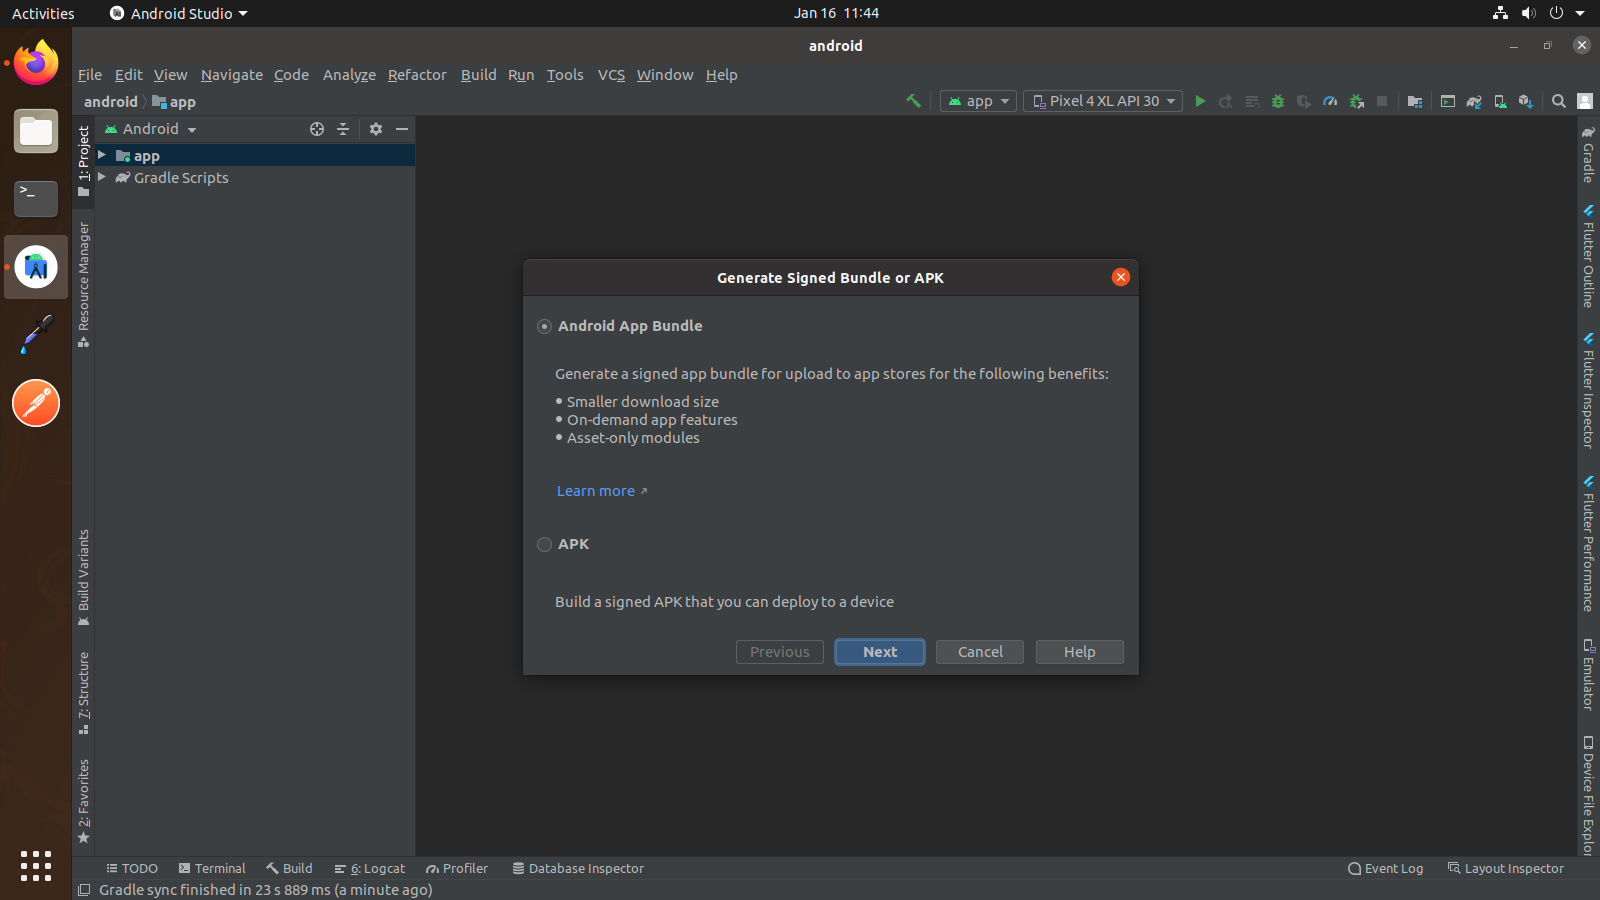 Activities
Android Studio
Jan 16 11:44
android
File Edit View Navigate Code Analyze Refactor Build Run Tools VCS Window Help
android app
app
Pixel 4 XL API 30
Android
app
Gradle Scripts
1: Project
Resource Manager
Build Variants
7: Structure
2: Favorites
Generate Signed Bundle or APK
Android App Bundle
Generate a signed app bundle for upload to app stores for the following benefits:
• Smaller download size
• On-demand app features
• Asset-only modules
Learn more ↗
APK
Build a signed APK that you can deploy to a device
Previous Next Cancel Help
Gradle
Flutter Outline
Flutter Inspector
Flutter Performance
Emulator
Device File Explor
TODO Terminal Build 6: Logcat Profiler Database Inspector
Event Log Layout Inspector
Gradle sync finished in 23 s 889 ms (a minute ago)